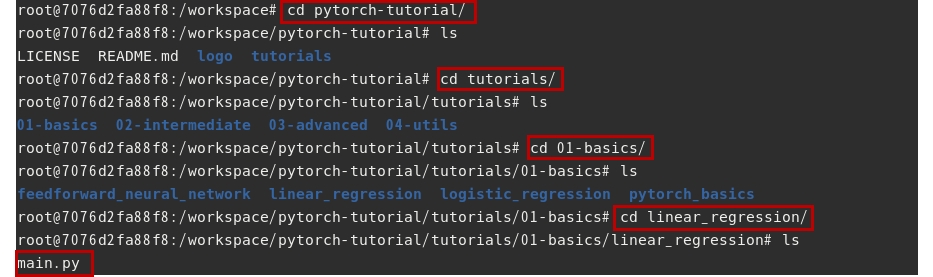 root@7076d2fa88f8:/workspace# cd pytorch-tutorial/
root@7076d2fa88f8:/workspace/pytorch-tutorial# ls
LICENSE  README.md  logo  tutorials
root@7076d2fa88f8:/workspace/pytorch-tutorial# cd tutorials/
root@7076d2fa88f8:/workspace/pytorch-tutorial/tutorials# ls
01-basics  02-intermediate  03-advanced  04-utils
root@7076d2fa88f8:/workspace/pytorch-tutorial/tutorials# cd 01-basics/
root@7076d2fa88f8:/workspace/pytorch-tutorial/tutorials/01-basics# ls
feedforward_neural_network  linear_regression  logistic_regression  pytorch_basics
root@7076d2fa88f8:/workspace/pytorch-tutorial/tutorials/01-basics# cd linear_regression/
root@7076d2fa88f8:/workspace/pytorch-tutorial/tutorials/01-basics/linear_regression# ls
main.py